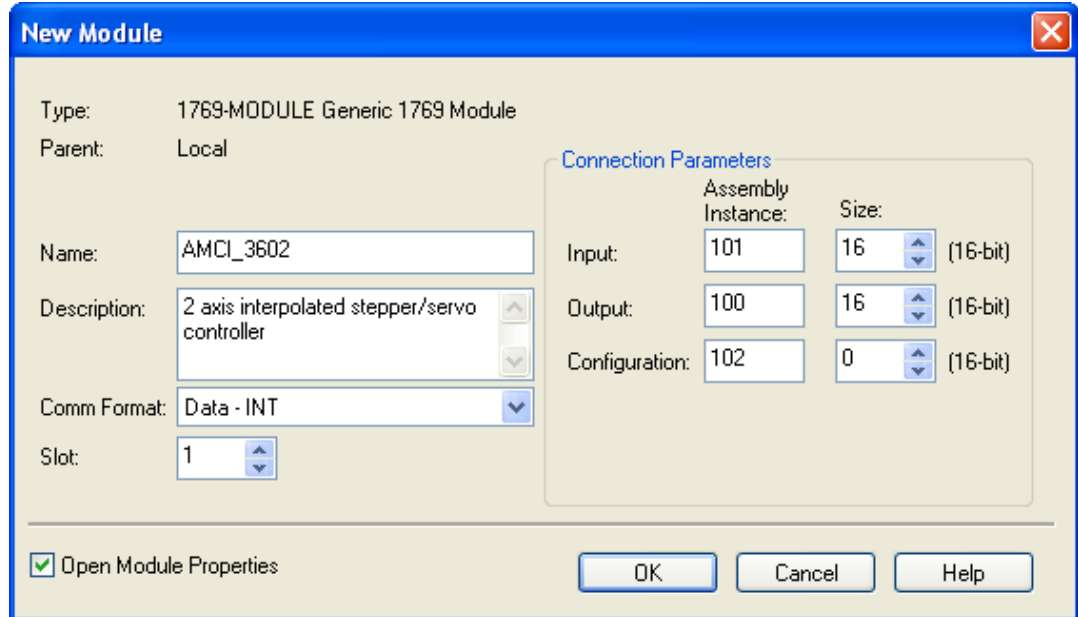 New Module
Type: 1769-MODULE Generic 1769 Module
Parent: Local
Name: AMCI_3602
Description: 2 axis interpolated stepper/servo
controller
Comm Format: Data - INT
Slot: 1
Connection Parameters
Assembly
Instance: Size:
Input: 101 16 (16-bit)
Output: 100 16 (16-bit)
Configuration: 102 0 (16-bit)
Open Module Properties
OK Cancel Help